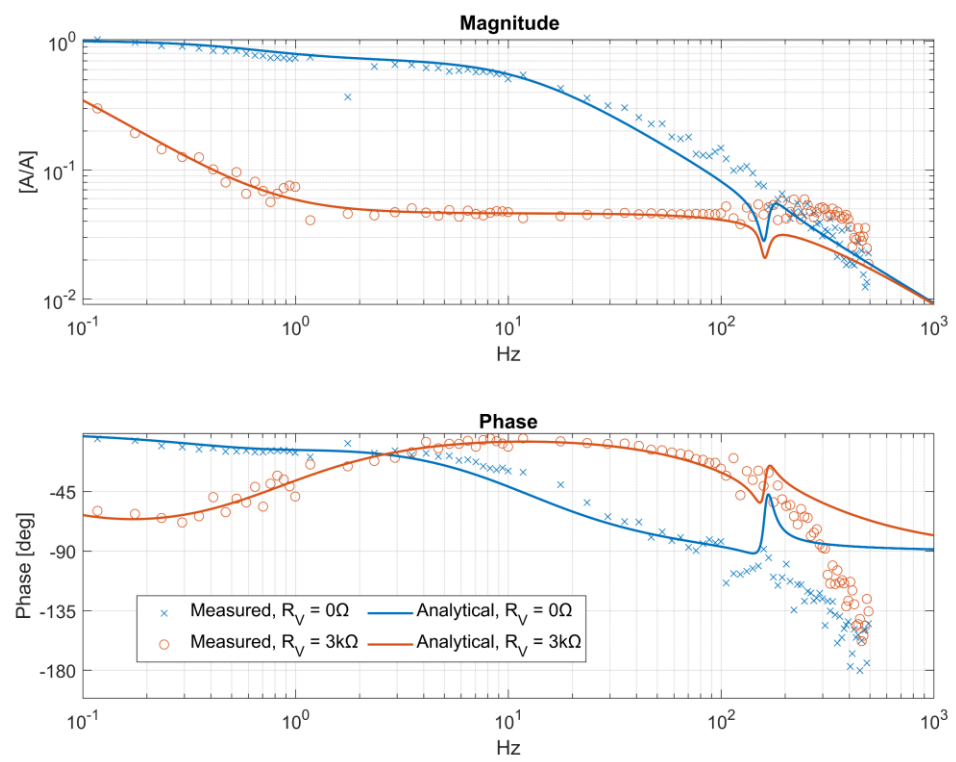 Magnitude
10^0
10^-1
10^-2
[A/A]
10^-1 10^0 10^1 10^2 10^3
Hz
Phase
-45
-90
-135
-180
Phase [deg]
Measured, R_V = 0Ω Analytical, R_V = 0Ω
Measured, R_V = 3kΩ Analytical, R_V = 3kΩ
10^-1 10^0 10^1 10^2 10^3
Hz